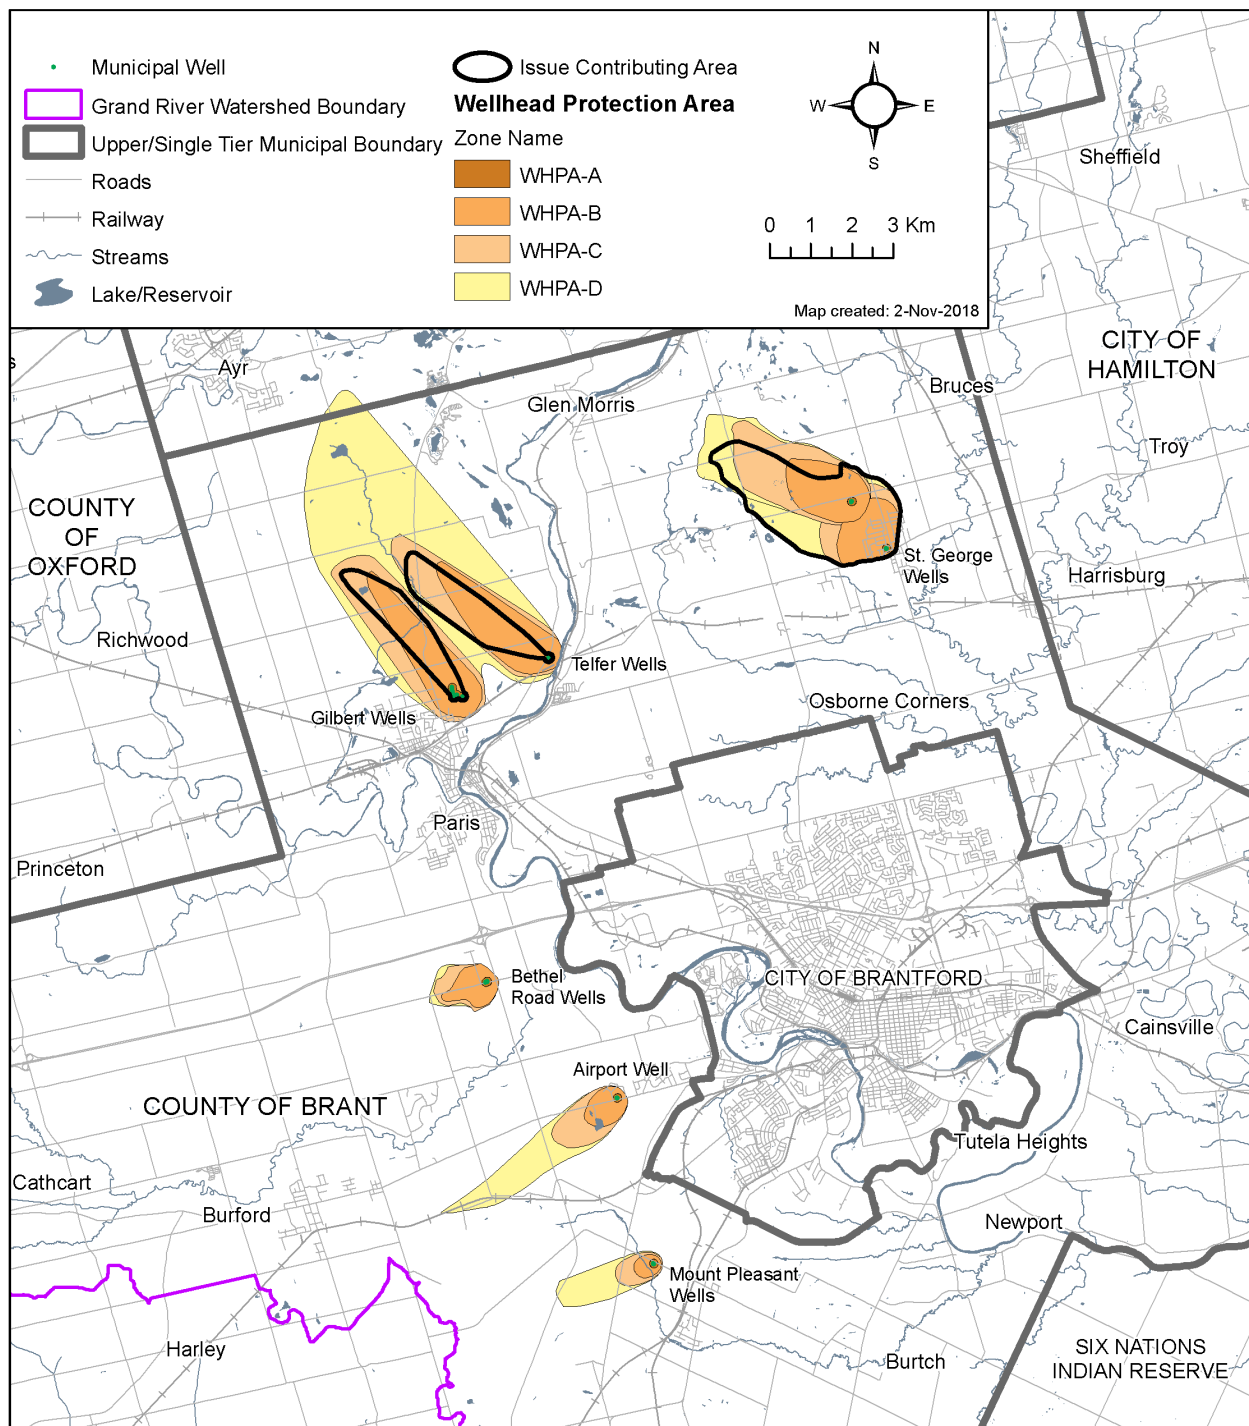 Municipal Well
Grand River Watershed Boundary
Upper/Single Tier Municipal Boundary
Roads
Railway
Streams
Lake/Reservoir
Issue Contributing Area
Wellhead Protection Area
Zone Name
WHPA-A
WHPA-B
WHPA-C
WHPA-D
N
W
E
S
0 1 2 3 Km
Map created: 2-Nov-2018
Sheffield
s
Ayr
CITY OF
HAMILTON
Bruces
Glen Morris
Troy
COUNTY
OF
OXFORD
St. George
Wells
Harrisburg
Richwood
Telfer Wells
Gilbert Wells
Osborne Corners
Paris
Princeton
Bethel
Road Wells
CITY OF BRANTFORD
Cainsville
Airport Well
COUNTY OF BRANT
Tutela Heights
Cathcart
Burford
Newport
Mount Pleasant
Wells
Harley
Burtch
SIX NATIONS
INDIAN RESERVE